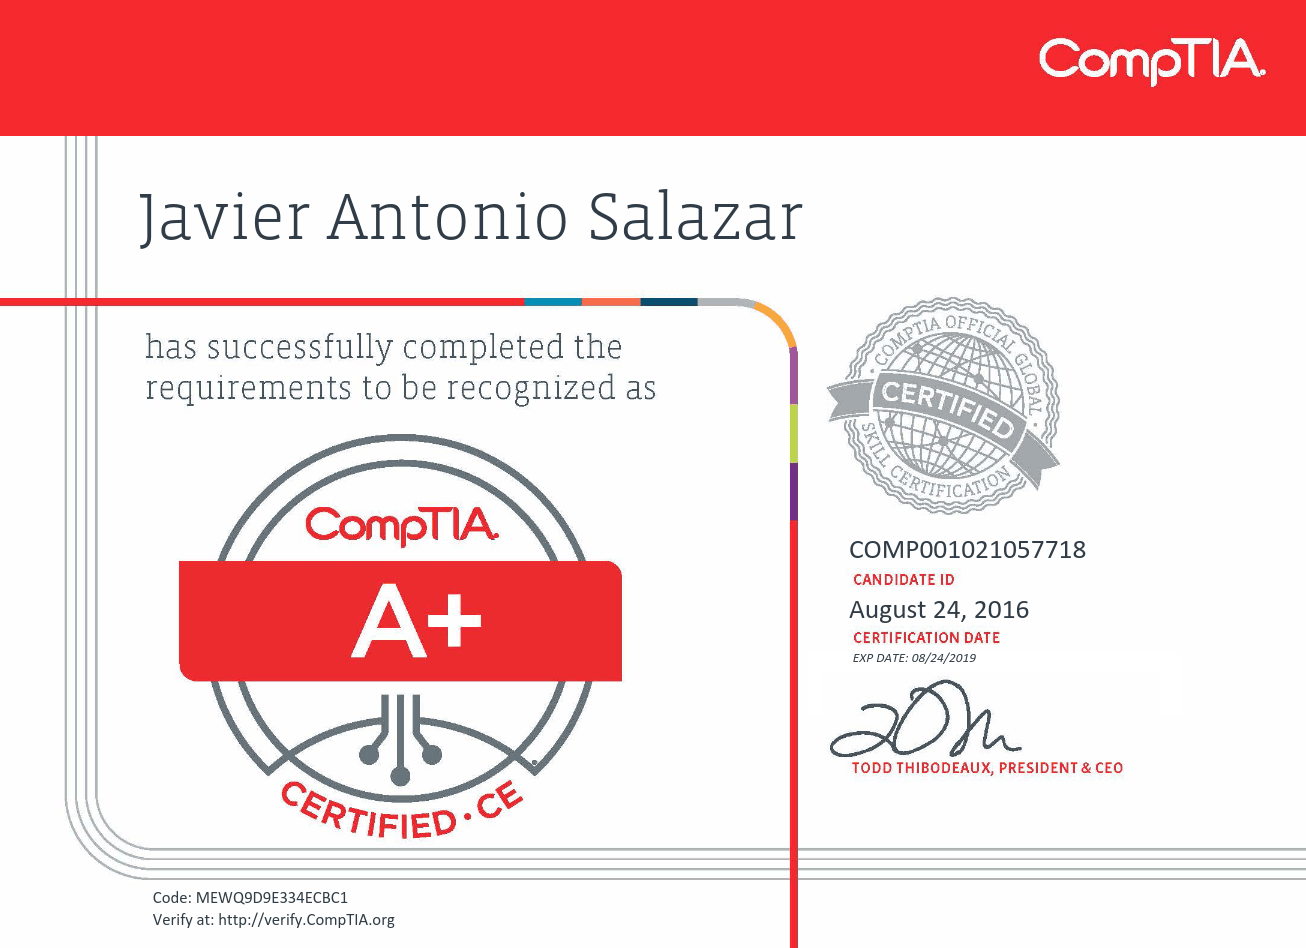 CompTIA.
Javier Antonio Salazar
has successfully completed the
requirements to be recognized as
CompTIA.
A+
CERTIFIED • CE
• COMPTIA OFFICIAL GLOBAL •
CERTIFIED
SKILL CERTIFICATION
COMP001021057718
CANDIDATE ID
August 24, 2016
CERTIFICATION DATE
EXP DATE: 08/24/2019
TODD THIBODEAUX, PRESIDENT & CEO
Code: MEWQ9D9E334ECBC1
Verify at: http://verify.CompTIA.org